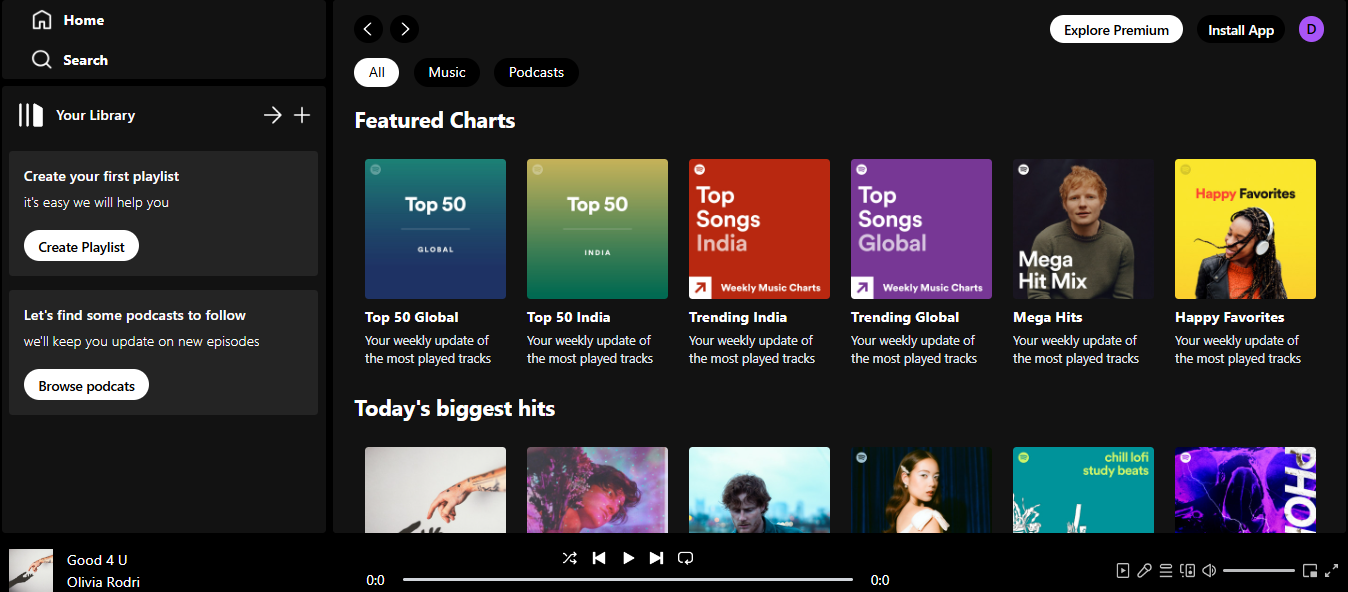 Home
Search
Your Library
Create your first playlist
it's easy we will help you
Create Playlist
Let's find some podcasts to follow
we'll keep you update on new episodes
Browse podcats
Explore Premium
Install App
D
All
Music
Podcasts
Featured Charts
Top 50
GLOBAL
Top 50 Global
Your weekly update of
the most played tracks
Top 50
INDIA
Top 50 India
Your weekly update of
the most played tracks
Top
Songs
India
Weekly Music Charts
Trending India
Your weekly update of
the most played tracks
Top
Songs
Global
Weekly Music Charts
Trending Global
Your weekly update of
the most played tracks
Mega
Hit Mix
Mega Hits
Your weekly update of
the most played tracks
Happy Favorites
Happy Favorites
Your weekly update of
the most played tracks
Today's biggest hits
chill lofi
study beats
Good 4 U
Olivia Rodri
0:0
0:0